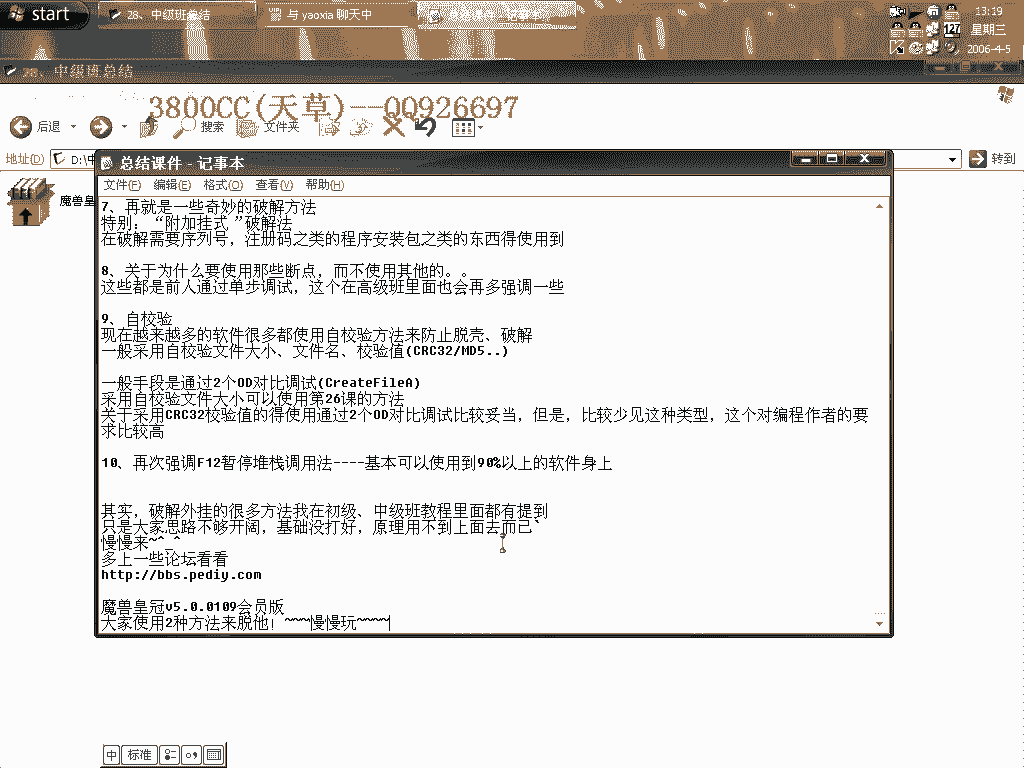 start
28、中级班总结
与 yaoxia 聊天中
总结课件 - 记事本
13:19
127
星期三
2006-4-5
28、中级班总结
3800CC(天草)--QQ926697
后退
搜索
文件夹
地址(D)
D:\中
转到
魔兽皇
总结课件 - 记事本
文件(F) 编辑(E) 格式(O) 查看(V) 帮助(H)
7、再就是一些奇妙的破解方法
特别：“附加挂式 ”破解法
在破解需要序列号，注册码之类的程序安装包之类的东西得使用到
8、关于为什么要使用那些断点，而不使用其他的。。
这些都是前人通过单步调试，这个在高级班里面也会再多强调一些
9、自校验
现在越来越多的软件很多都使用自校验方法来防止脱壳、破解
一般采用自校验文件大小、文件名、校验值(CRC32/MD5..)
一般手段是通过2个OD对比调试(CreateFileA)
采用自校验文件大小可以使用第26课的方法
关于采用CRC32校验值的得使用通过2个OD对比调试比较妥当，但是，比较少见这种类型，这个对编程作者的要
求比较高
10、再次强调F12暂停堆栈调用法----基本可以使用到90%以上的软件身上
其实，破解外挂的很多方法我在初级、中级班教程里面都有提到
只是大家思路不够开阔，基础没打好，原理用不到上面去而已`
慢慢来~^_^
多上一些论坛看看
http://bbs.pediy.com
魔兽皇冠v5.0.0109会员版
大家使用2种方法来脱他！~~~慢慢玩~~~~
中 标准